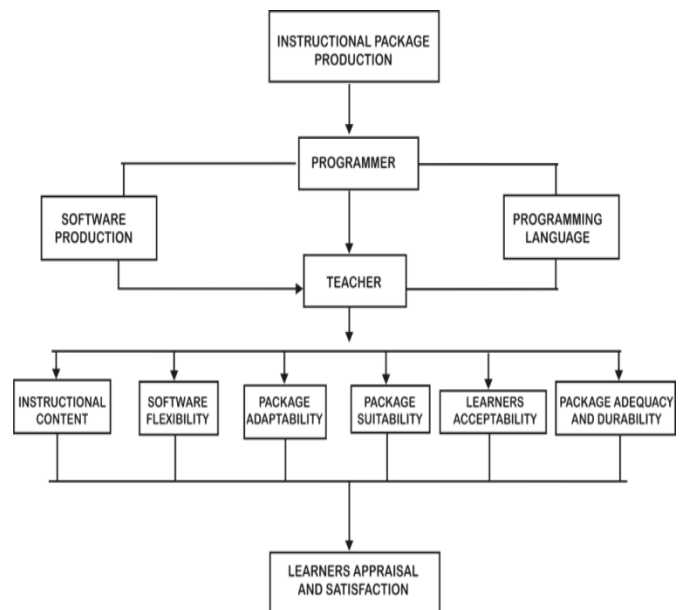 INSTRUCTIONAL PACKAGE
PRODUCTION
PROGRAMMER
SOFTWARE
PRODUCTION
PROGRAMMING
LANGUAGE
TEACHER
INSTRUCTIONAL
CONTENT
SOFTWARE
FLEXIBILITY
PACKAGE
ADAPTABILITY
PACKAGE
SUITABILITY
LEARNERS
ACCEPTABILITY
PACKAGE ADEQUACY
AND DURABILITY
LEARNERS APPRAISAL
AND SATISFACTION